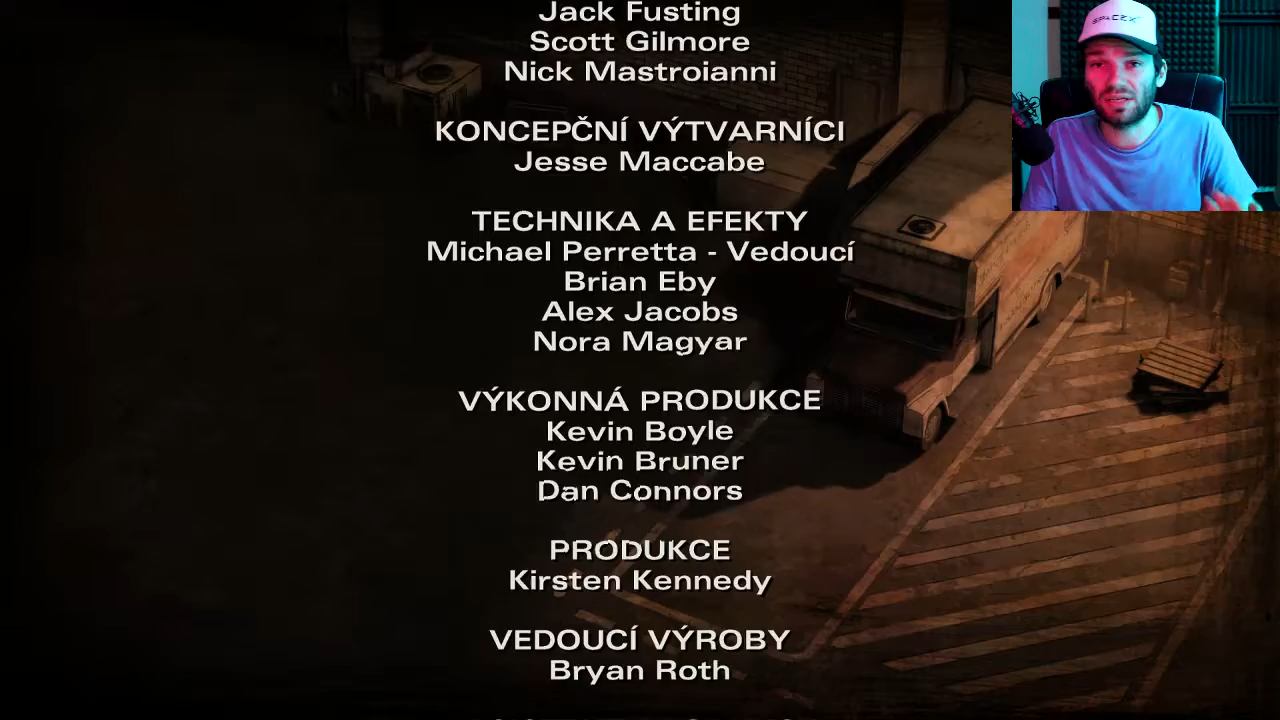 Jack Fusting
Scott Gilmore
Nick Mastroianni
KONCEPČNÍ VÝTVARNÍCI
Jesse Maccabe
TECHNIKA A EFEKTY
Michael Perretta - Vedoucí
Brian Eby
Alex Jacobs
Nora Magyar
VÝKONNÁ PRODUKCE
Kevin Boyle
Kevin Bruner
Dan Connors
PRODUKCE
Kirsten Kennedy
VEDOUCÍ VÝROBY
Bryan Roth
SPACEX